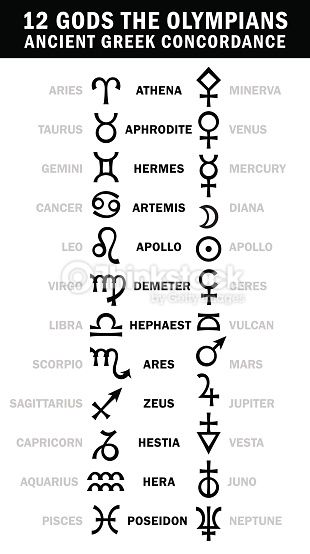 12 GODS THE OLYMPIANS
ANCIENT GREEK CONCORDANCE
ARIES ATHENA MINERVA
TAURUS APHRODITE VENUS
GEMINI HERMES MERCURY
CANCER ARTEMIS DIANA
LEO APOLLO APOLLO
Thinkstock
VIRGO DEMETER CERES
by Getty Images
LIBRA HEPHAEST VULCAN
SCORPIO ARES MARS
SAGITTARIUS ZEUS JUPITER
CAPRICORN HESTIA VESTA
AQUARIUS HERA JUNO
PISCES POSEIDON NEPTUNE